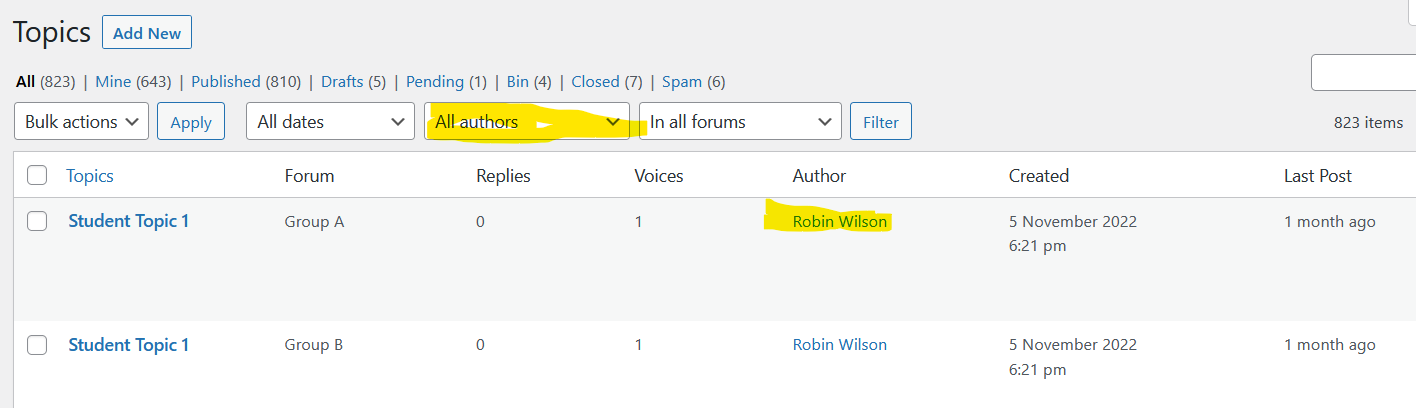 Topics Add New
All (823) | Mine (643) | Published (810) | Drafts (5) | Pending (1) | Bin (4) | Closed (7) | Spam (6)
Bulk actions Apply All dates All authors In all forums Filter 823 items
Topics Forum Replies Voices Author Created Last Post
Student Topic 1 Group A 0 1 Robin Wilson 5 November 2022 1 month ago
6:21 pm
Student Topic 1 Group B 0 1 Robin Wilson 5 November 2022 1 month ago
6:21 pm